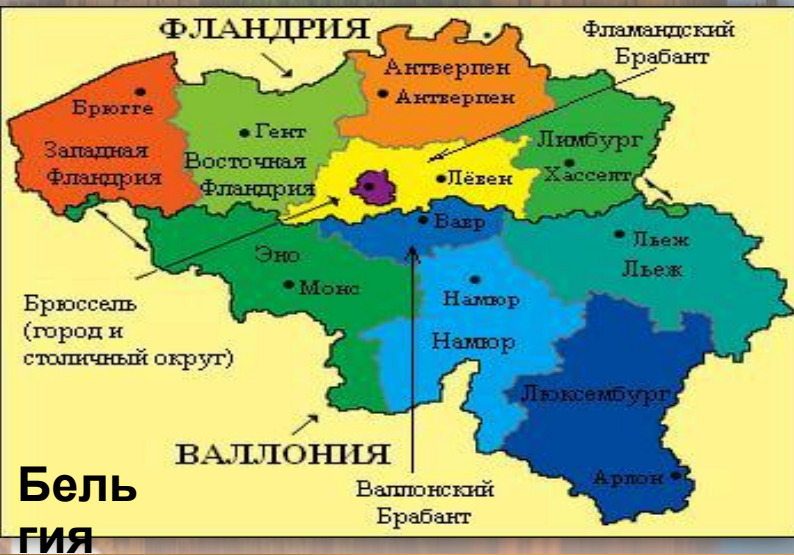 ФЛАНДРИЯ
Фламандский
Брабант
Антверпен
Антверпен
Брюгге
Гент
Лимбург
Западная
Фландрия
Восточная
Фландрия
Лёвен
Хасселт
Вавр
Эно
Монс
Льеж
Льеж
Брюссель
(город и
столичный округ)
Намюр
Намюр
Люксембург
ВАЛЛОНИЯ
Арлон
Валлонский
Брабант
Бель
гия